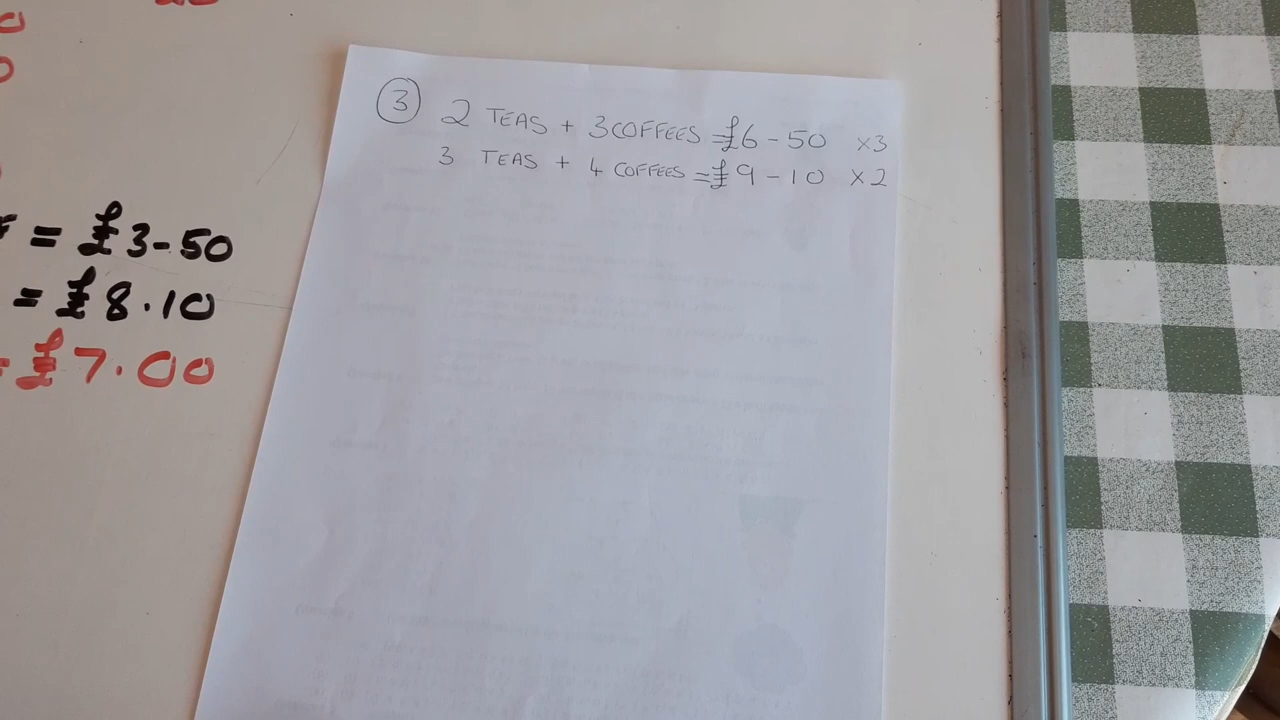 ③ 2 TEAS + 3 COFFEES = £6-50 ×3
3 TEAS + 4 COFFEES = £9-10 ×2
= £3-50
= £8.10
= £7.00